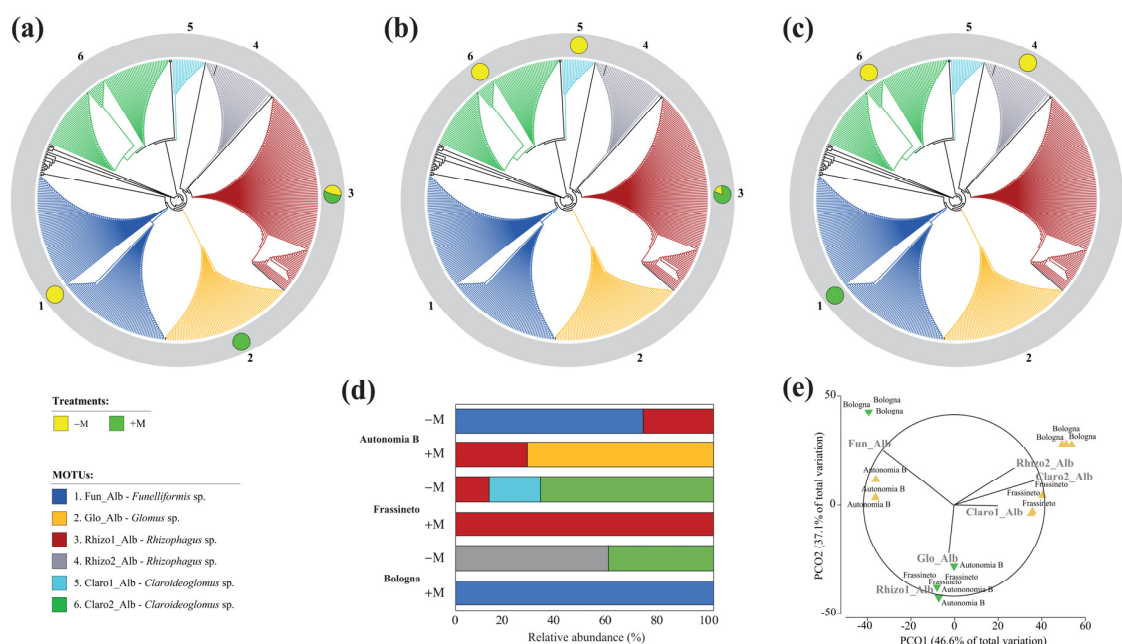 (a)
(b)
(c)
5
4
6
3
1
2
5
4
6
3
1
2
5
4
6
3
1
2
Treatments:
−M +M
MOTUs:
1. Fun_Alb - Funelliformis sp.
2. Glo_Alb - Glomus sp.
3. Rhizo1_Alb - Rhizophagus sp.
4. Rhizo2_Alb - Rhizophagus sp.
5. Claro1_Alb - Claroideoglomus sp.
6. Claro2_Alb - Claroideoglomus sp.
(d)
−M
Autonomia B
+M
−M
Frassineto
+M
−M
Bologna
+M
0 20 40 60 80 100
Relative abundance (%)
(e)
PCO2 (37.1% of total variation)
50
0
-50
Bologna
Bologna
Bologna
Bologna
Bologna
Bologna
Fun_Alb
Rhizo2_Alb
Claro2_Alb
Autonomia B
Frassineto
Autonomia B
Frassineto
Autonomia B
Frassineto
Claro1_Alb
Glo_Alb
Autonomia B
Frassineto
Frassineto
Frassineto
Rhizo1_Alb
Autononomia B
Autonomia B
-40 -20 0 20 40 60
PCO1 (46.6% of total variation)